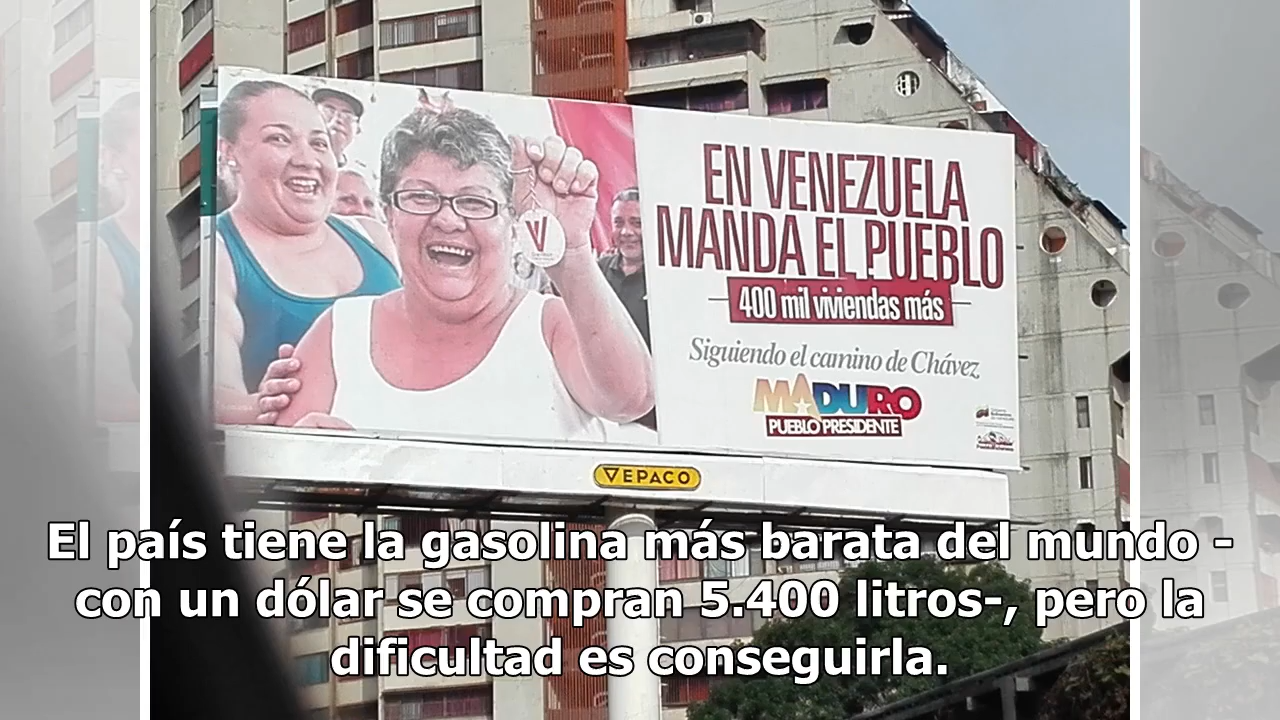 EN VENEZUELA
MANDA EL PUEBLO
400 mil viviendas más
Siguiendo el camino de Chávez
MADURO
PUEBLO PRESIDENTE
VEPACO
El país tiene la gasolina más barata del mundo -
con un dólar se compran 5.400 litros-, pero la
dificultad es conseguirla.